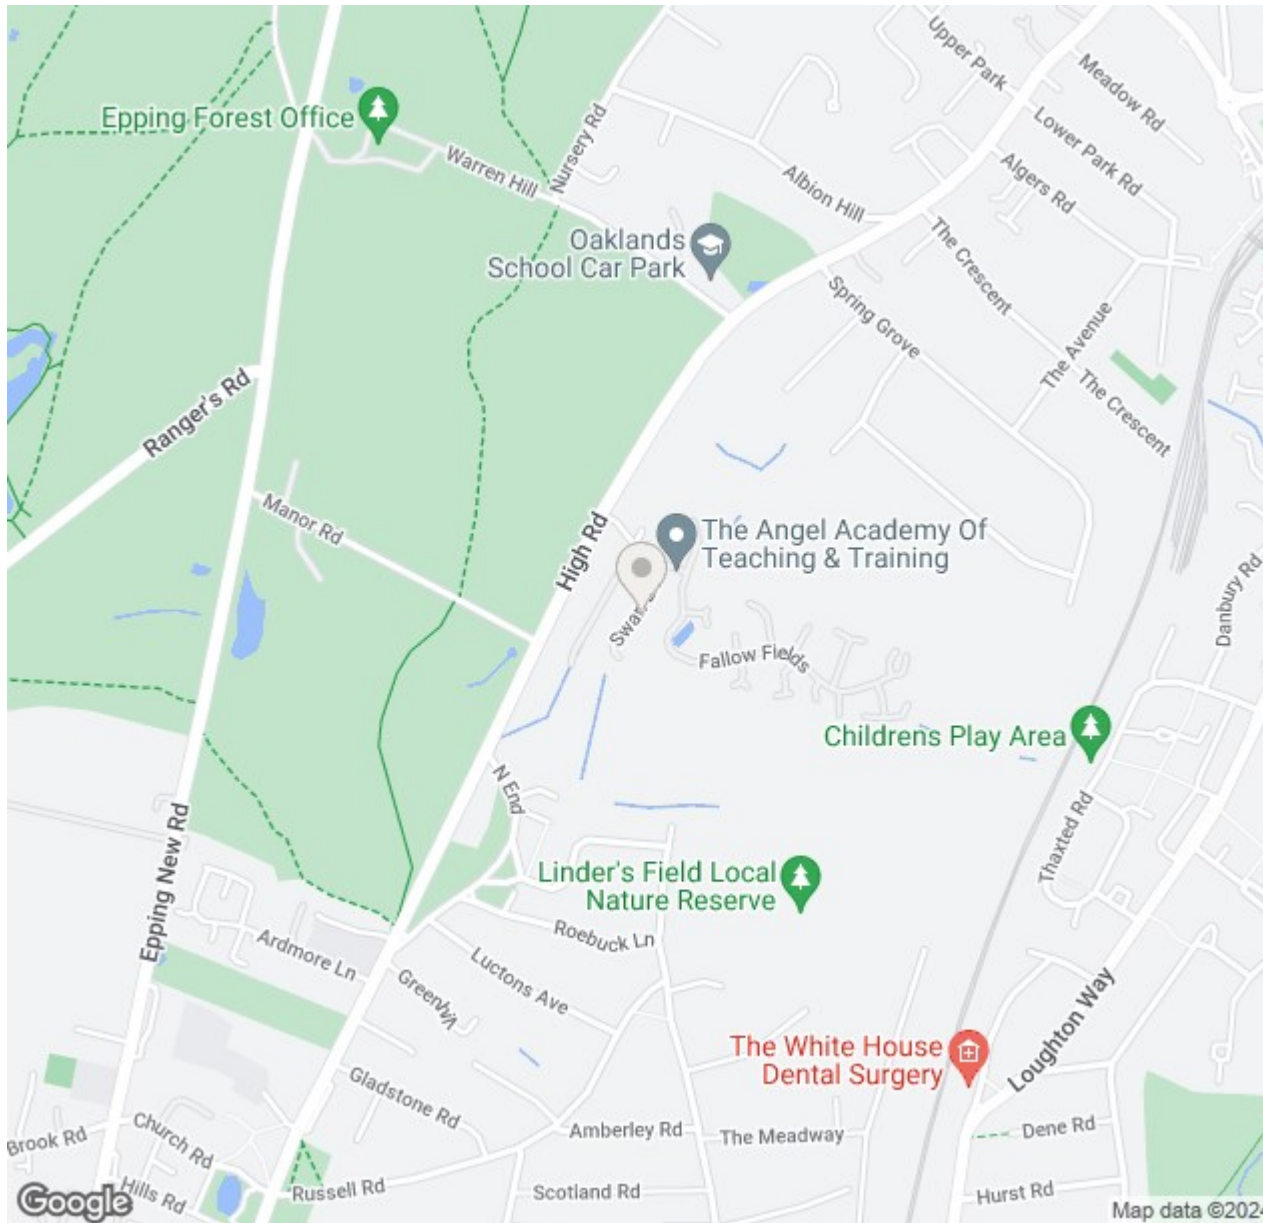 Upper Park
Meadow Rd
Epping Forest Office
Nursery Rd
Lower Park Rd
Warren Hill
Algers Rd
Albion Hill
Oaklands
School Car Park
The Crescent
Spring Grove
The Avenue
Ranger's Rd
The Crescent
Manor Rd
High Rd
The Angel Academy Of
Teaching & Training
Danbury Rd
Fallow Fields
Childrens Play Area
N End
Thaxted Rd
Epping New Rd
Linder's Field Local
Nature Reserve
Roebuck Ln
Ardmore Ln
Luctons Ave
Loughton Way
The White House
Dental Surgery
Gladstone Rd
Church Rd
Amberley Rd
The Meadway
Dene Rd
Brook Rd
Russell Rd
Scotland Rd
Hurst Rd
Hills Rd
Google
Map data ©2024